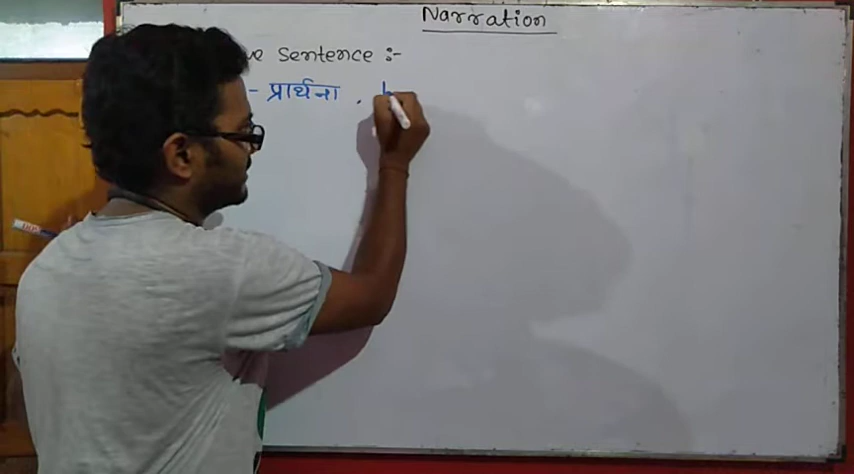 Narration
Sentence :-
- प्रार्थना ,